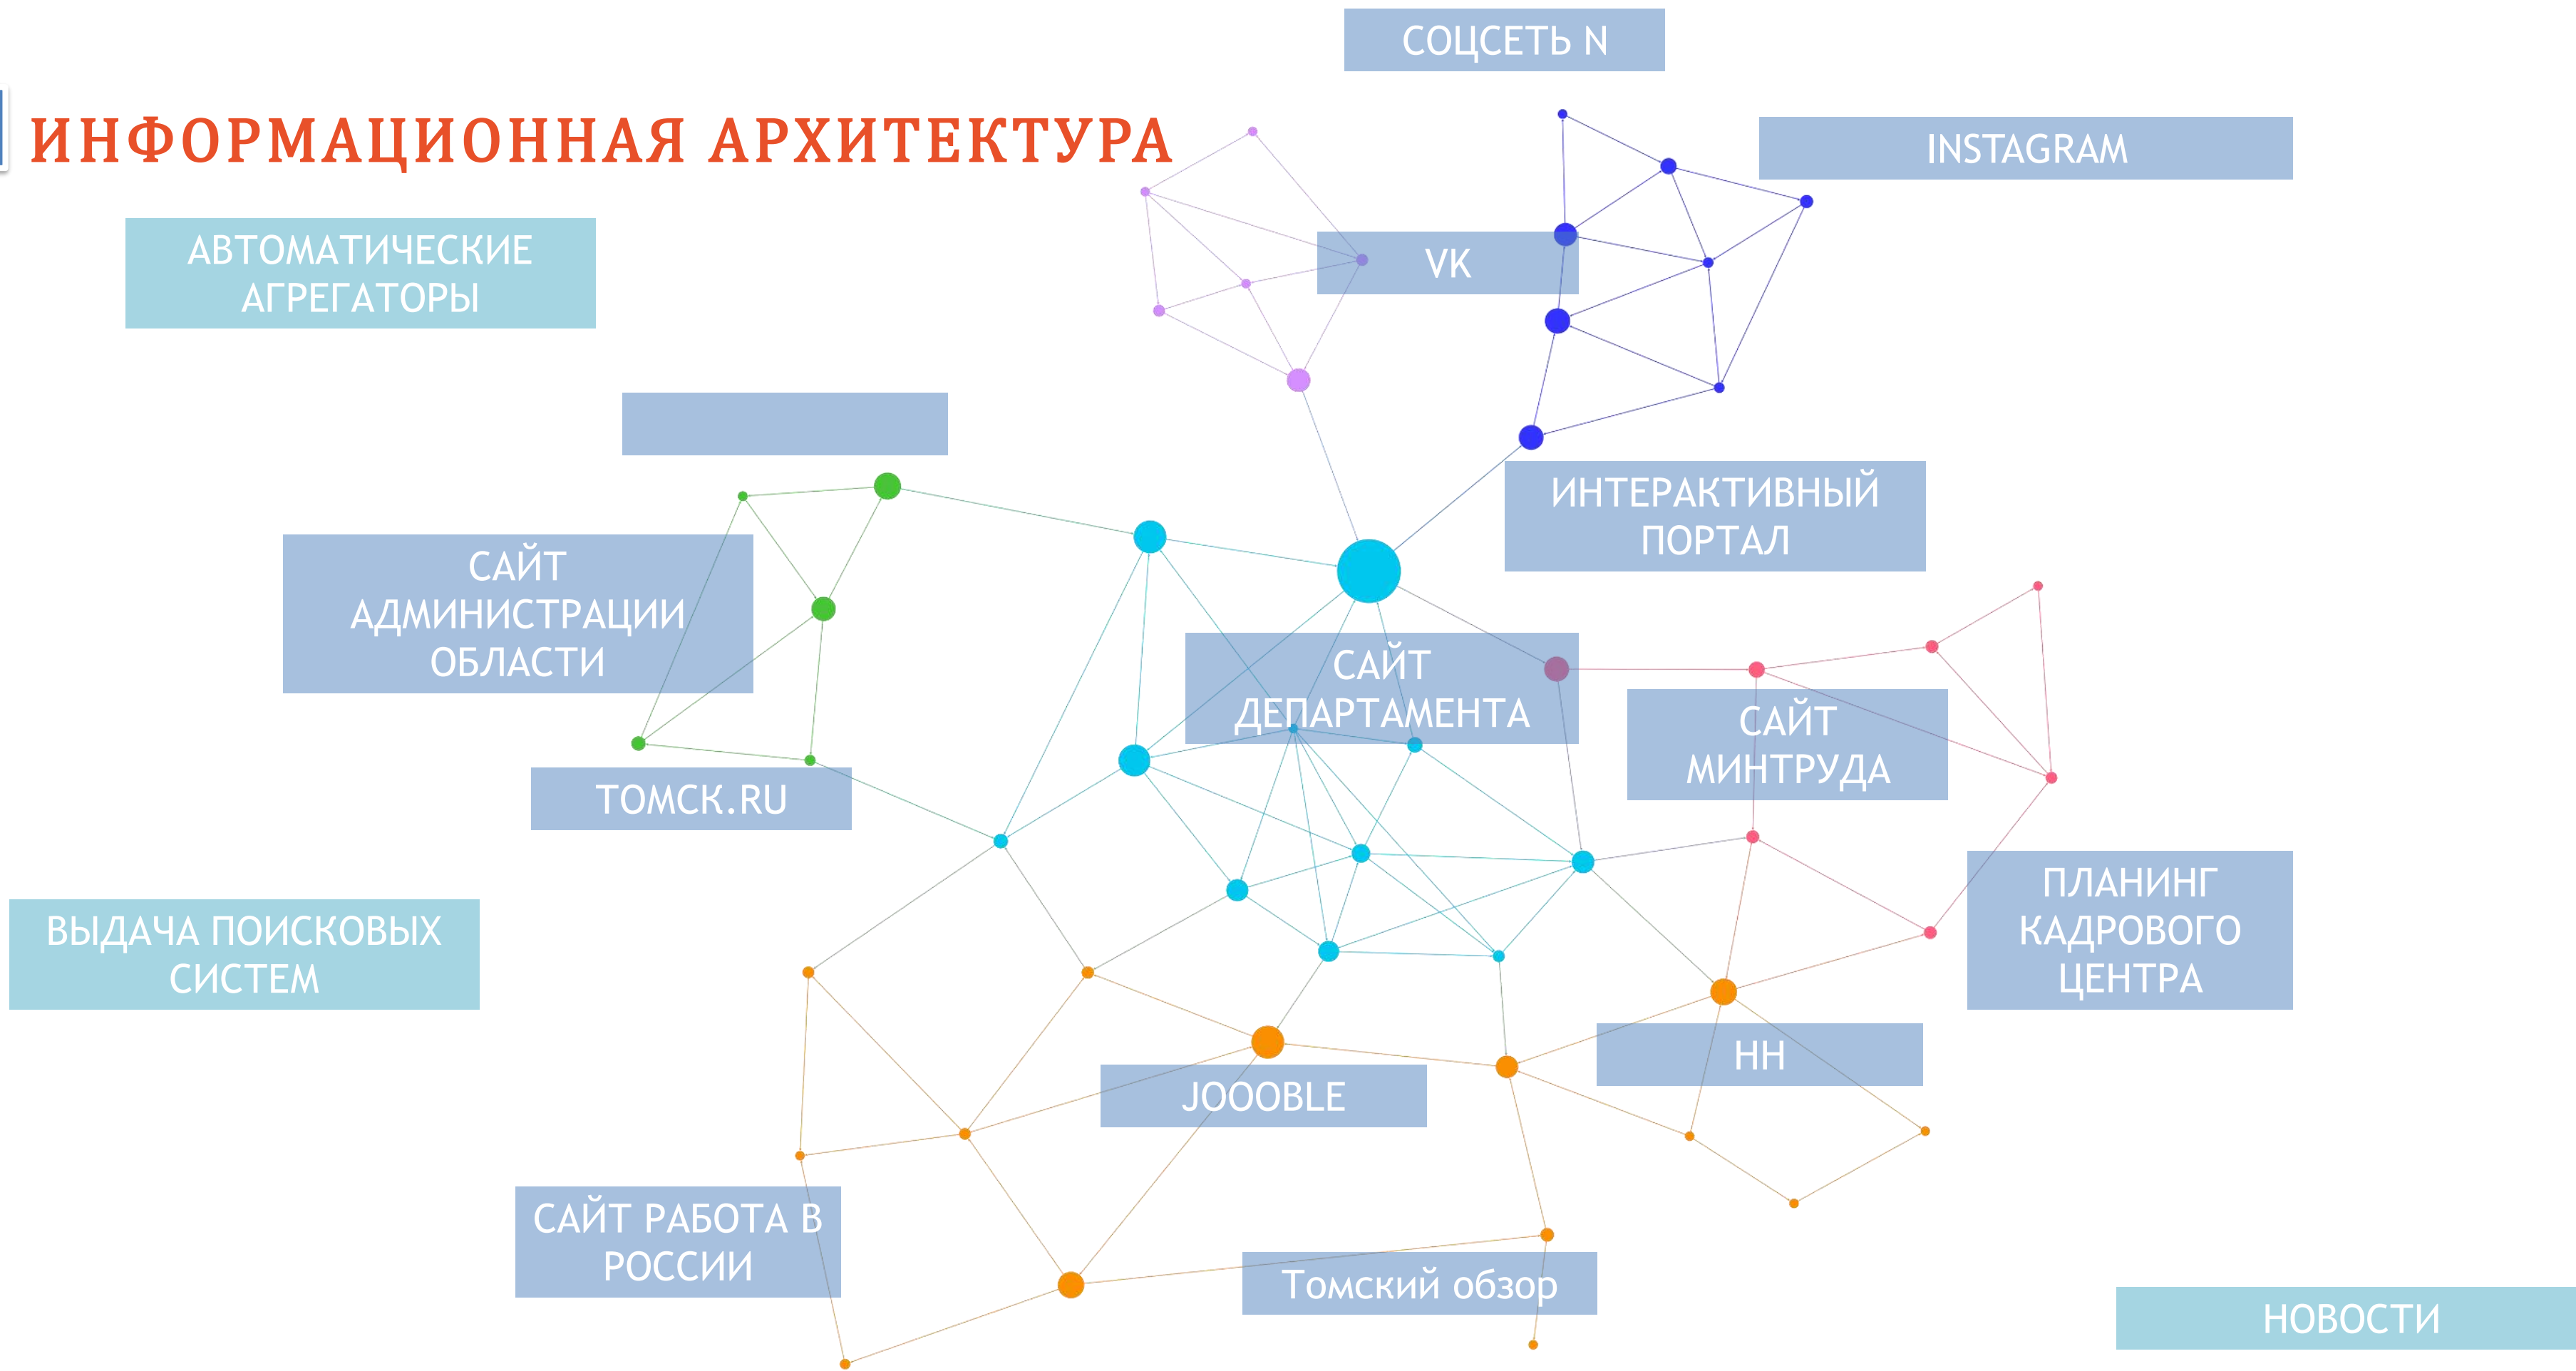 СОЦСЕТЬ N
ИНФОРМАЦИОННАЯ АРХИТЕКТУРА
INSTAGRAM
АВТОМАТИЧЕСКИЕ
АГРЕГАТОРЫ
VK
ИНТЕРАКТИВНЫЙ
ПОРТАЛ
САЙТ
АДМИНИСТРАЦИИ
ОБЛАСТИ
САЙТ
ДЕПАРТАМЕНТА
САЙТ
МИНТРУДА
ТОМСК.RU
ПЛАНИНГ
КАДРОВОГО
ЦЕНТРА
ВЫДАЧА ПОИСКОВЫХ
СИСТЕМ
HH
JOOOBLE
САЙТ РАБОТА В
РОССИИ
Томский обзор
НОВОСТИ